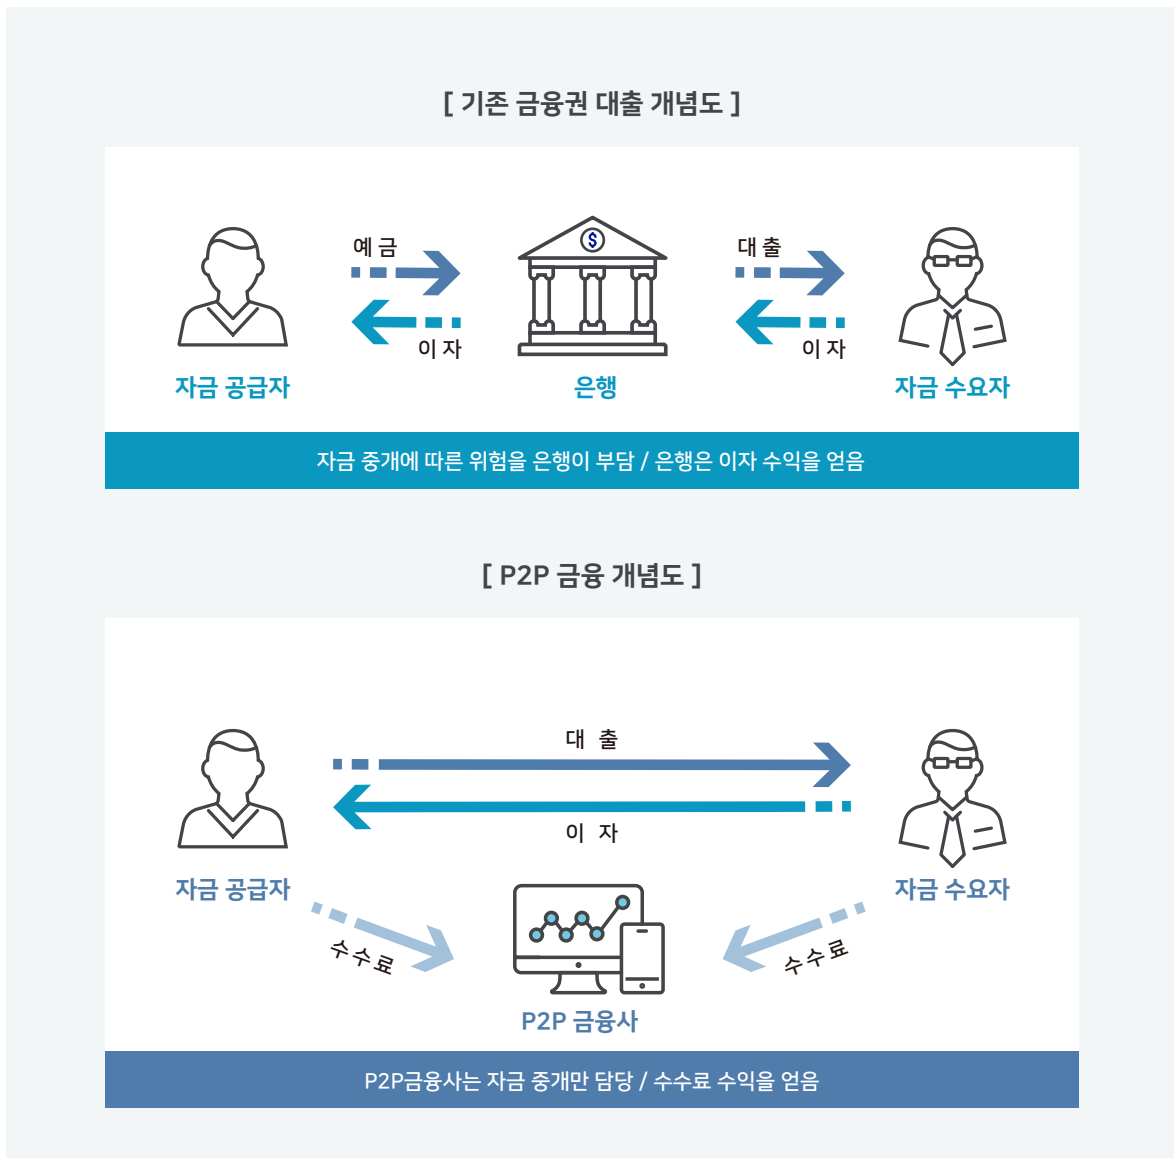 [ 기존 금융권 대출 개념도 ]
예금
대출
$
이자
이자
자금 공급자
은행
자금 수요자
자금 중개에 따른 위험을 은행이 부담 / 은행은 이자 수익을 얻음
[ P2P 금융 개념도 ]
대 출
이 자
자금 공급자
자금 수요자
수수료
수수료
P2P 금융사
P2P금융사는 자금 중개만 담당 / 수수료 수익을 얻음